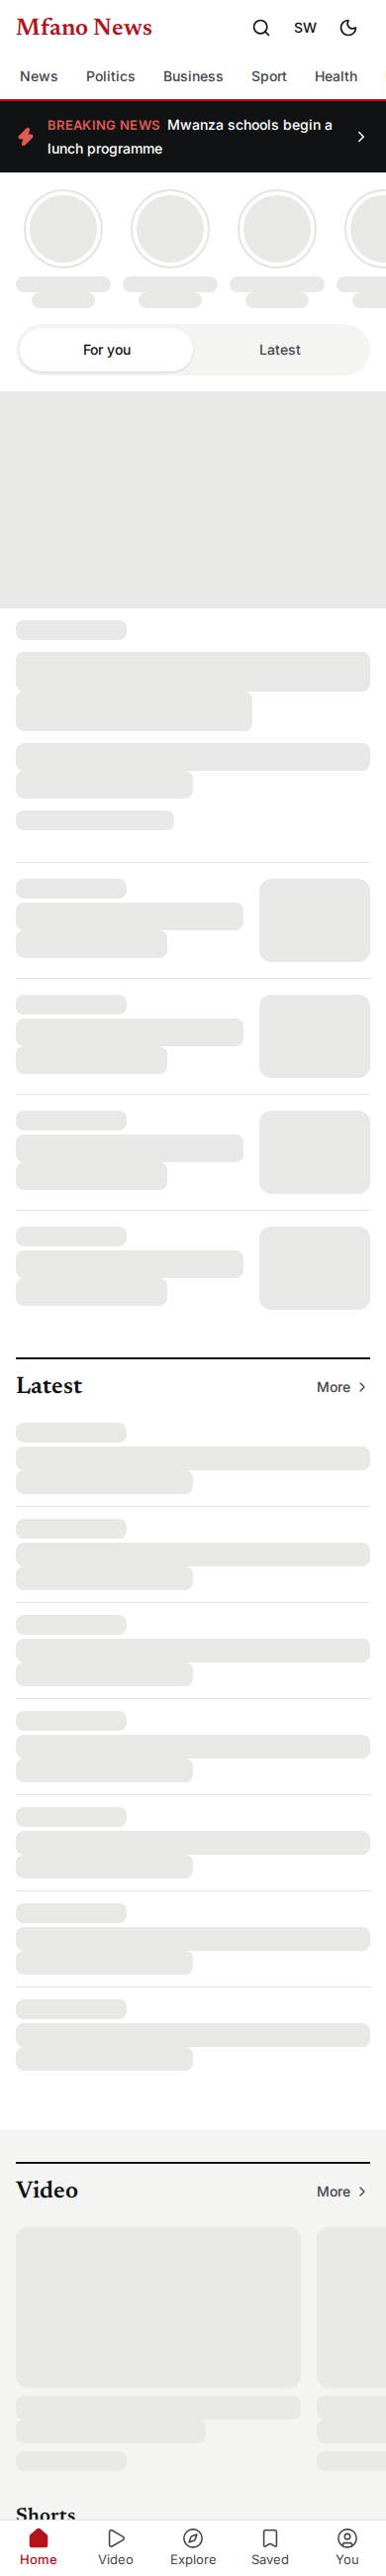 Mfano News
SW
News Politics Business Sport Health
BREAKING NEWS Mwanza schools begin a
lunch programme
For you Latest
Latest More
Video More
Shorts
Home Video Explore Saved You